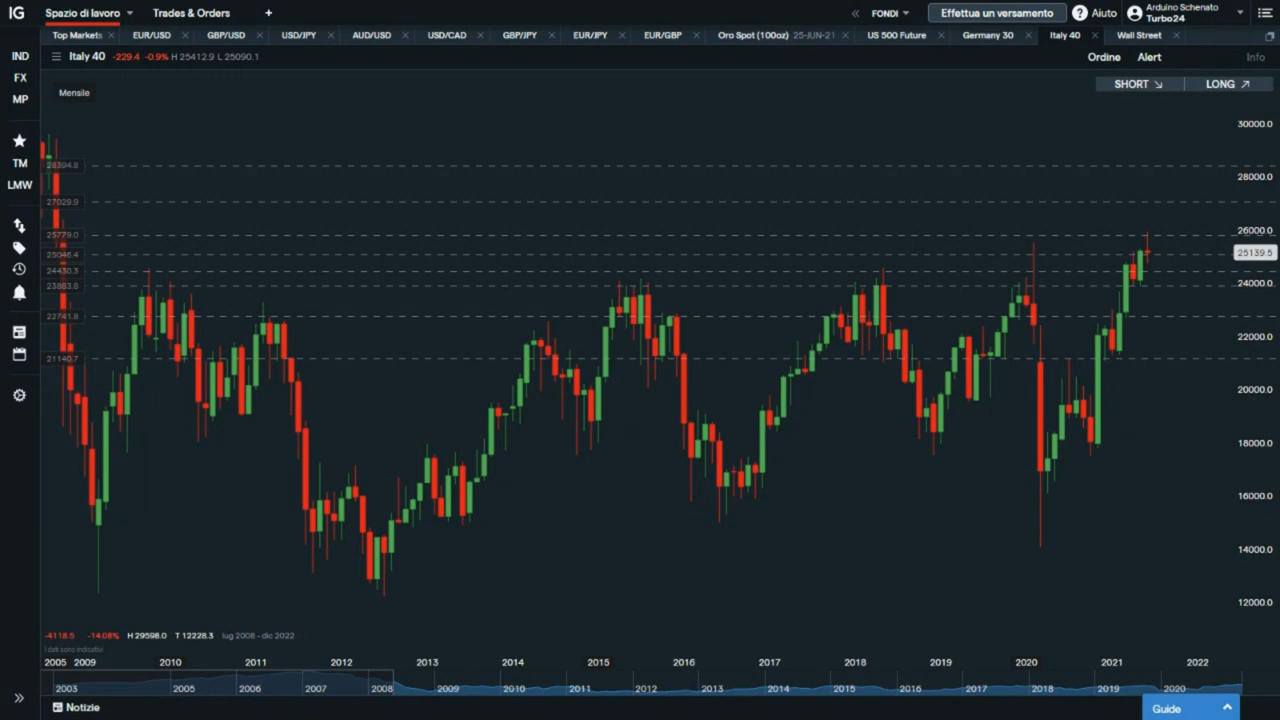 IG Spazio di lavoro Trades & Orders + « FONDI Effettua un versamento ? Aiuto Arduino Schenato
Turbo24
Top Markets EUR/USD GBP/USD USD/JPY AUD/USD USD/CAD GBP/JPY EUR/JPY EUR/GBP Oro Spot (100oz) 25-JUN-21 US 500 Future Germany 30 Italy 40 Wall Street
IND
FX
MP
TM
LMW
Italy 40 -229.4 -0.9% H 25412.9 L 25090.1 Ordine Alert Info
SHORT LONG
Mensile
30000.0
28000.0
26000.0
25139.5
24000.0
22000.0
20000.0
18000.0
16000.0
14000.0
12000.0
28394.8
27029.9
25779.0
25046.4
24430.3
23883.8
22741.8
21140.7
-4118.5 -14.08% H 29598.0 T 12228.3 lug 2008 - dic 2022
I dati sono indicativi
2005 2009 2010 2011 2012 2013 2014 2015 2016 2017 2018 2019 2020 2021 2022
2003 2005 2006 2007 2008 2009 2010 2011 2012 2013 2014 2015 2016 2017 2018 2019 2020
» Notizie Guide